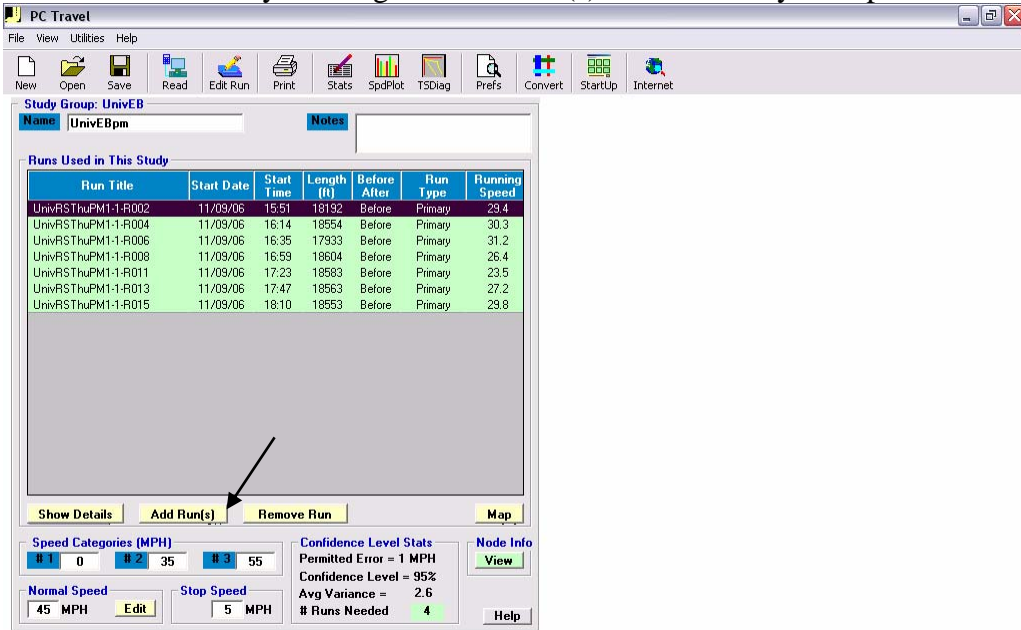 PC Travel
File View Utilities Help
New Open Save Read Edit Run Print Stats SpdPlot TSDiag Prefs Convert StartUp Internet
Study Group: UnivEB
Name UnivEBpm Notes
Runs Used in This Study
Run Title Start Date Start Time Length (ft) Before After Run Type Running Speed
UnivRSThuPM1-1-R002 11/09/06 15:51 18192 Before Primary 29.4
UnivRSThuPM1-1-R004 11/09/06 16:14 18554 Before Primary 30.3
UnivRSThuPM1-1-R006 11/09/06 16:35 17933 Before Primary 31.2
UnivRSThuPM1-1-R008 11/09/06 16:59 18604 Before Primary 26.4
UnivRSThuPM1-1-R011 11/09/06 17:23 18583 Before Primary 23.5
UnivRSThuPM1-1-R013 11/09/06 17:47 18563 Before Primary 27.2
UnivRSThuPM1-1-R015 11/09/06 18:10 18553 Before Primary 29.8
Show Details Add Run(s) Remove Run Map
Speed Categories (MPH) Confidence Level Stats Node Info
# 1 0 # 2 35 # 3 55 Permitted Error = 1 MPH View
Confidence Level = 95%
Normal Speed Stop Speed Avg Variance = 2.6
45 MPH Edit 5 MPH # Runs Needed 4 Help